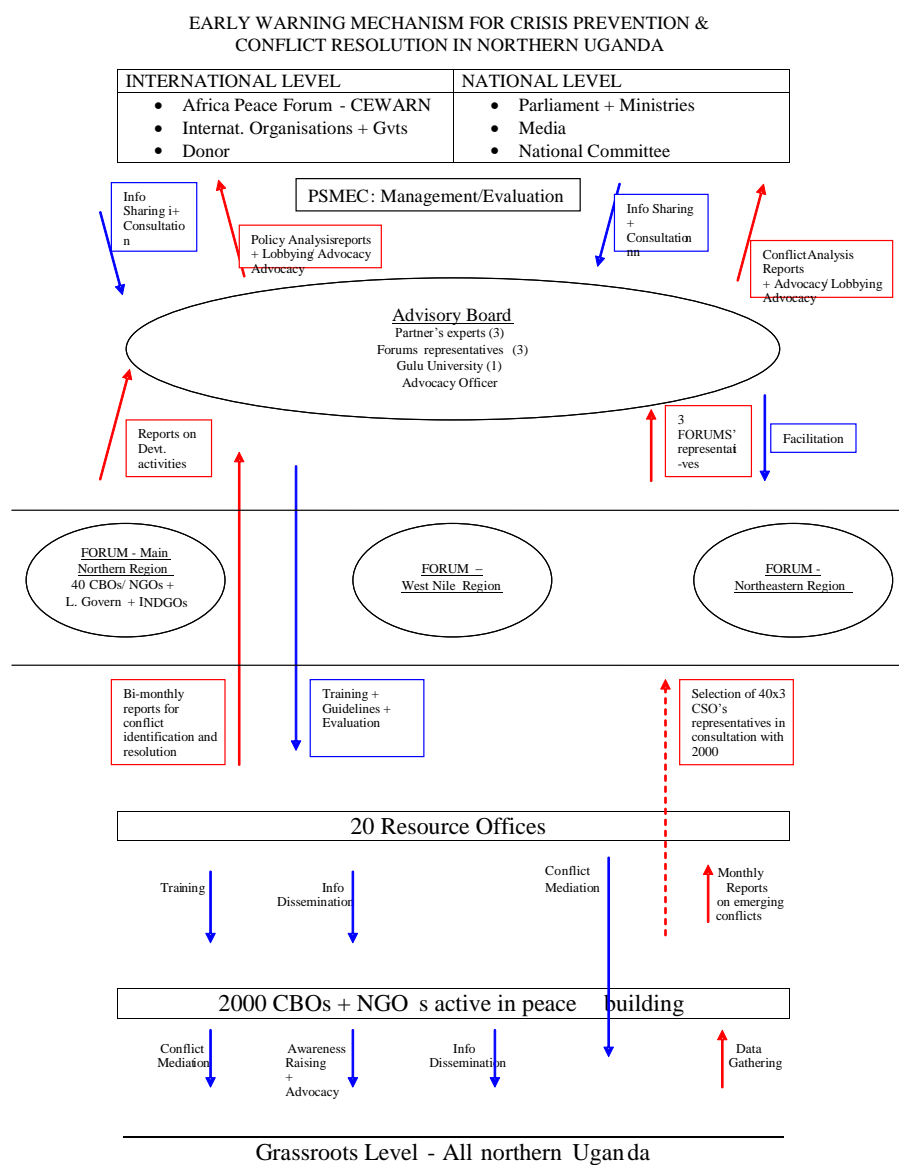 EARLY WARNING MECHANISM FOR CRISIS PREVENTION &
CONFLICT RESOLUTION IN NORTHERN UGANDA
INTERNATIONAL LEVEL
• Africa Peace Forum - CEWARN
• Internat. Organisations + Gvts
• Donor
NATIONAL LEVEL
• Parliament + Ministries
• Media
• National Committee
PSMEC: Management/Evaluation
Info
Sharing i+
Consultatio
n
Policy Analysisreports
+ Lobbying/Advocacy
Advocacy
Info Sharing
+
Consultation
nn
ConflictAnalysis
Reports
+ Advocacy/Lobbying
Advocacy
Advisory Board
Partner's experts (3)
Forums representatives (3)
Gulu University (1)
Advocacy Officer
Reports on
Devt.
activities
3
FORUMS'
representati
-ves
Facilitation
FORUM - Main
Northern Region
40 CBOs/ NGOs +
L. Govern + INDGOs
FORUM –
West Nile Region
FORUM -
Northeastern Region
Bi-monthly
reports for
conflict
identification and
resolution
Training +
Guidelines +
Evaluation
Selection of 40x3
CSO's
representatives in
consultation with
2000
20 Resource Offices
Training
Info
Dissemination
Conflict
Mediation
Monthly
Reports
on emerging
conflicts
2000 CBOs + NGO s active in peace building
Conflict
Mediation
Awareness
Raising
+
Advocacy
Info
Dissemination
Data
Gathering
Grassroots Level - All northern Uganda